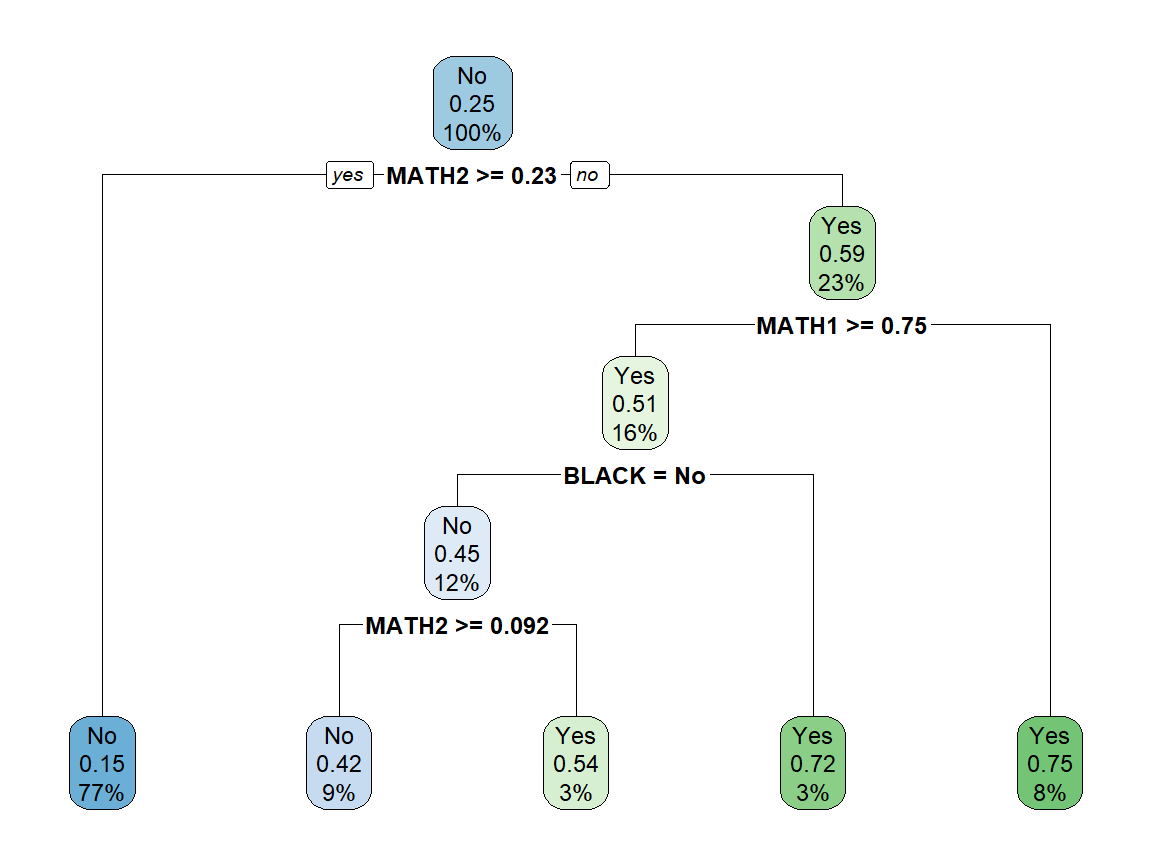 No
0.25
100%
yes MATH2 >= 0.23 no
Yes
0.59
23%
MATH1 >= 0.75
Yes
0.51
16%
BLACK = No
No
0.45
12%
MATH2 >= 0.092
No
0.15
77%
No
0.42
9%
Yes
0.54
3%
Yes
0.72
3%
Yes
0.75
8%